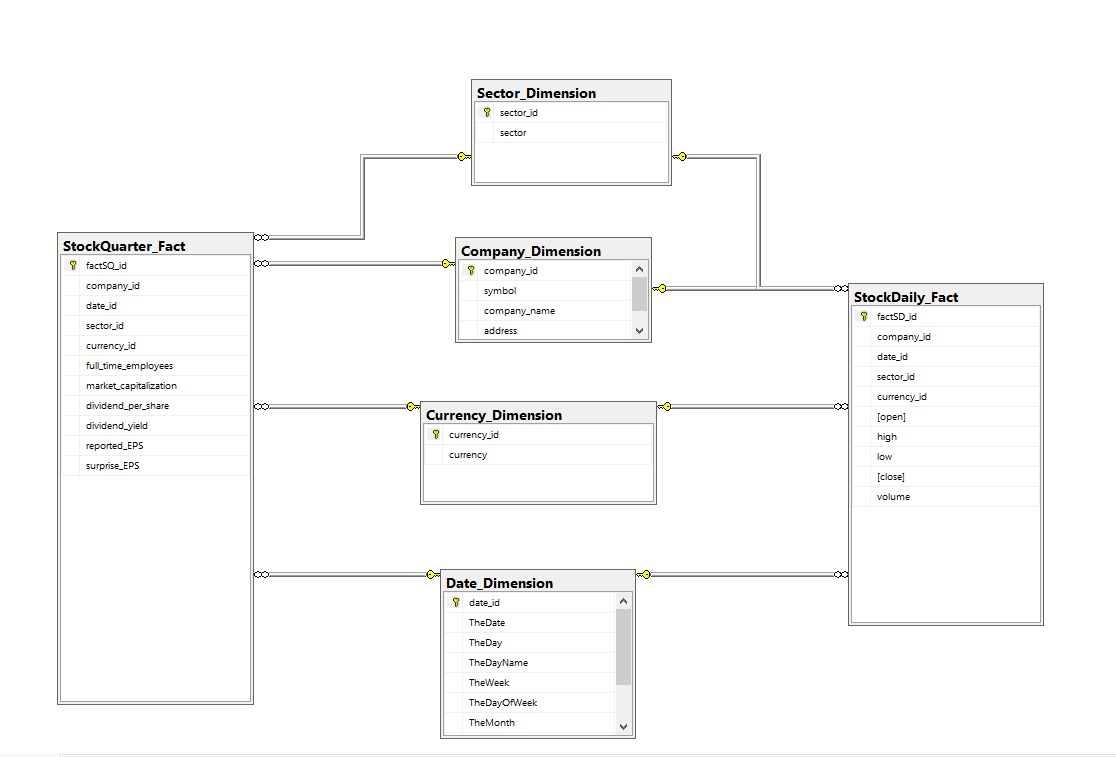 Sector_Dimension
sector_id
sector
StockQuarter_Fact
factSQ_id
company_id
date_id
sector_id
currency_id
full_time_employees
market_capitalization
dividend_per_share
dividend_yield
reported_EPS
surprise_EPS
Company_Dimension
company_id
symbol
company_name
address
StockDaily_Fact
factSD_id
company_id
date_id
sector_id
currency_id
[open]
high
low
[close]
volume
Currency_Dimension
currency_id
currency
Date_Dimension
date_id
TheDate
TheDay
TheDayName
TheWeek
TheDayOfWeek
TheMonth